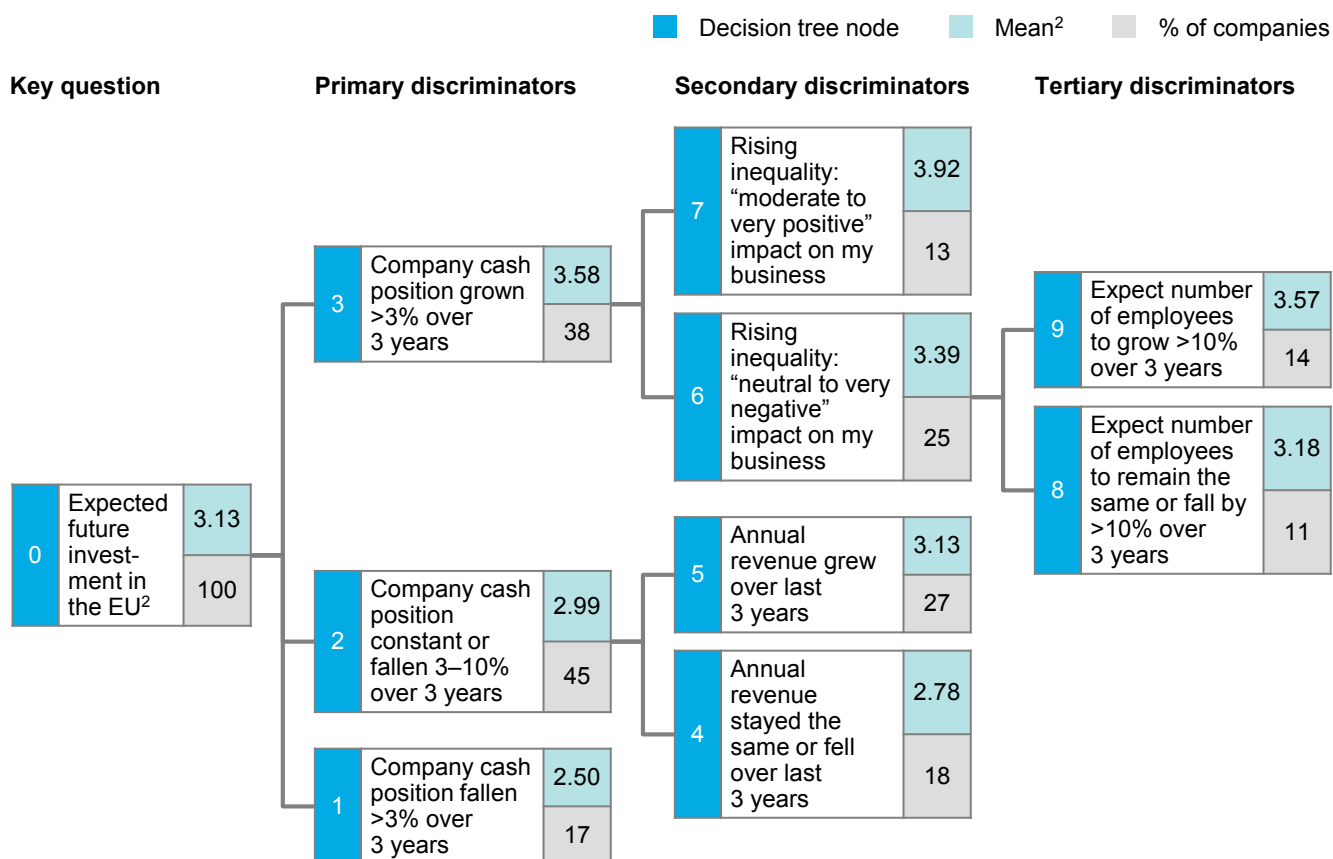 Decision tree node
Mean2
% of companies
Key question
Primary discriminators
Secondary discriminators
Tertiary discriminators
0
Expected
future
invest-
ment in
the EU2
3.13
100
3
Company cash
position grown
>3% over
3 years
3.58
38
2
Company cash
position
constant or
fallen 3–10%
over 3 years
2.99
45
1
Company cash
position fallen
>3% over
3 years
2.50
17
7
Rising
inequality:
“moderate to
very positive”
impact on my
business
3.92
13
6
Rising
inequality:
“neutral to very
negative”
impact on my
business
3.39
25
5
Annual
revenue grew
over last
3 years
3.13
27
4
Annual
revenue
stayed the
same or fell
over last
3 years
2.78
18
9
Expect number
of employees
to grow >10%
over 3 years
3.57
14
8
Expect number
of employees
to remain the
same or fall by
>10% over
3 years
3.18
11